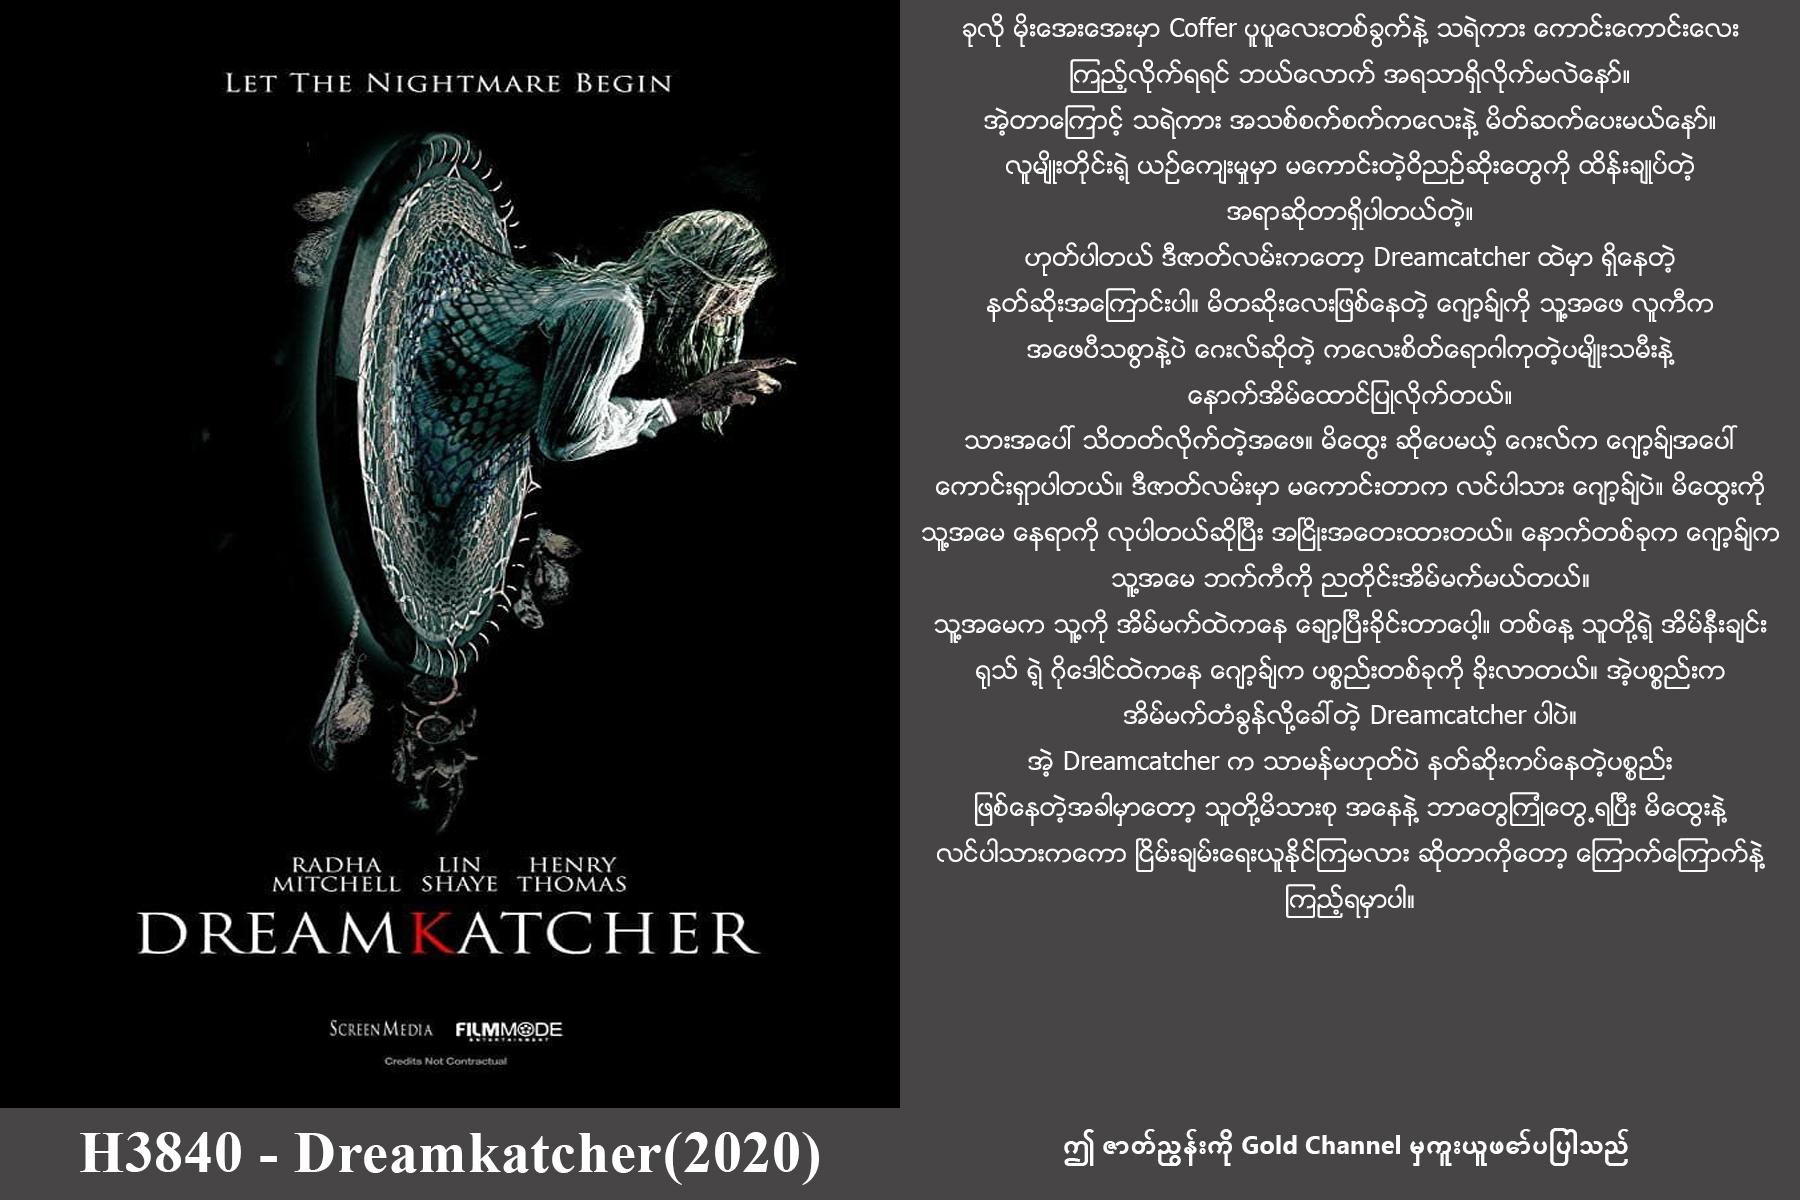 LET THE NIGHTMARE BEGIN
RADHA MITCHELL LIN SHAYE HENRY THOMAS
DREAMKATCHER
SCREEN MEDIA FILMMODE ENTERTAINMENT
Credits Not Contractual
H3840 - Dreamkatcher(2020)
ခုလို မိုးအေးအေးမှာ Coffer ပူပူလေးတစ်ခွက်နဲ့ သရဲကား ကောင်းကောင်းလေး
ကြည့်လိုက်ရရင် ဘယ်လောက် အရသာရှိလိုက်မလဲနော်။
အဲ့တာကြောင့် သရဲကား အသစ်စက်စက်ကလေးနဲ့ မိတ်ဆက်ပေးမယ်နော်။
လူမျိုးတိုင်းရဲ့ ယဉ်ကျေးမှုမှာ မကောင်းတဲ့ဝိညဉ်ဆိုးတွေကို ထိန်းချုပ်တဲ့
အရာဆိုတာရှိပါတယ်တဲ့။
ဟုတ်ပါတယ် ဒီဇာတ်လမ်းကတော့ Dreamcatcher ထဲမှာ ရှိနေတဲ့
နတ်ဆိုးအကြောင်းပါ။ မိတဆိုးလေးဖြစ်နေတဲ့ ဂျော့ချ်ကို သူ့အဖေ လူကီက
အဖေပီသစွာနဲ့ပဲ ဂေးလ်ဆိုတဲ့ ကလေးစိတ်ရောဂါကုတဲ့ပမျိုးသမီးနဲ့
နောက်အိမ်ထောင်ပြုလိုက်တယ်။
သားအပေါ် သိတတ်လိုက်တဲ့အဖေ။ မိထွေး ဆိုပေမယ့် ဂေးလ်က ဂျော့ချ်အပေါ်
ကောင်းရှာပါတယ်။ ဒီဇာတ်လမ်းမှာ မကောင်းတာက လင်ပါသား ဂျော့ချ်ပဲ။ မိထွေးကို
သူ့အမေ နေရာကို လုပါတယ်ဆိုပြီး အငြိုးအတေးထားတယ်။ နောက်တစ်ခုက ဂျော့ချ်က
သူ့အမေ ဘက်ကီကို ညတိုင်းအိမ်မက်မယ်တယ်။
သူ့အမေက သူ့ကို အိမ်မက်ထဲကနေ ချော့ပြီးခိုင်းတာပေါ့။ တစ်နေ့ သူတို့ရဲ့ အိမ်နီးချင်း
ရုသ် ရဲ့ ဂိုဒေါင်ထဲကနေ ဂျော့ချ်က ပစ္စည်းတစ်ခုကို ခိုးလာတယ်။ အဲ့ပစ္စည်းက
အိမ်မက်တံခွန်လို့ခေါ်တဲ့ Dreamcatcher ပါပဲ။
အဲ့ Dreamcatcher က သာမန်မဟုတ်ပဲ နတ်ဆိုးကပ်နေတဲ့ပစ္စည်း
ဖြစ်နေတဲ့အခါမှာတော့ သူတို့မိသားစု အနေနဲ့ ဘာတွေကြုံတွေ့ရပြီး မိထွေးနဲ့
လင်ပါသားကကော ငြိမ်းချမ်းရေးယူနိုင်ကြမလား ဆိုတာကိုတော့ ကြောက်ကြောက်နဲ့
ကြည့်ရမှာပါ။
ဤ ဇာတ်ညွှန်းကို Gold Channel မှကူးယူဖော်ပပြါသည်